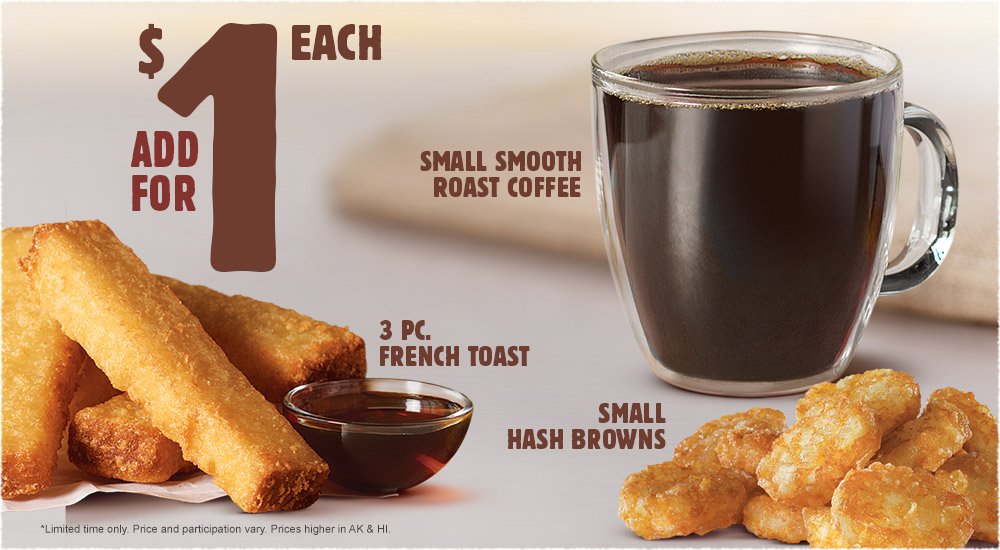 $1 EACH
ADD
FOR
SMALL SMOOTH
ROAST COFFEE
3 PC.
FRENCH TOAST
SMALL
HASH BROWNS
*Limited time only. Price and participation vary. Prices higher in AK & HI.